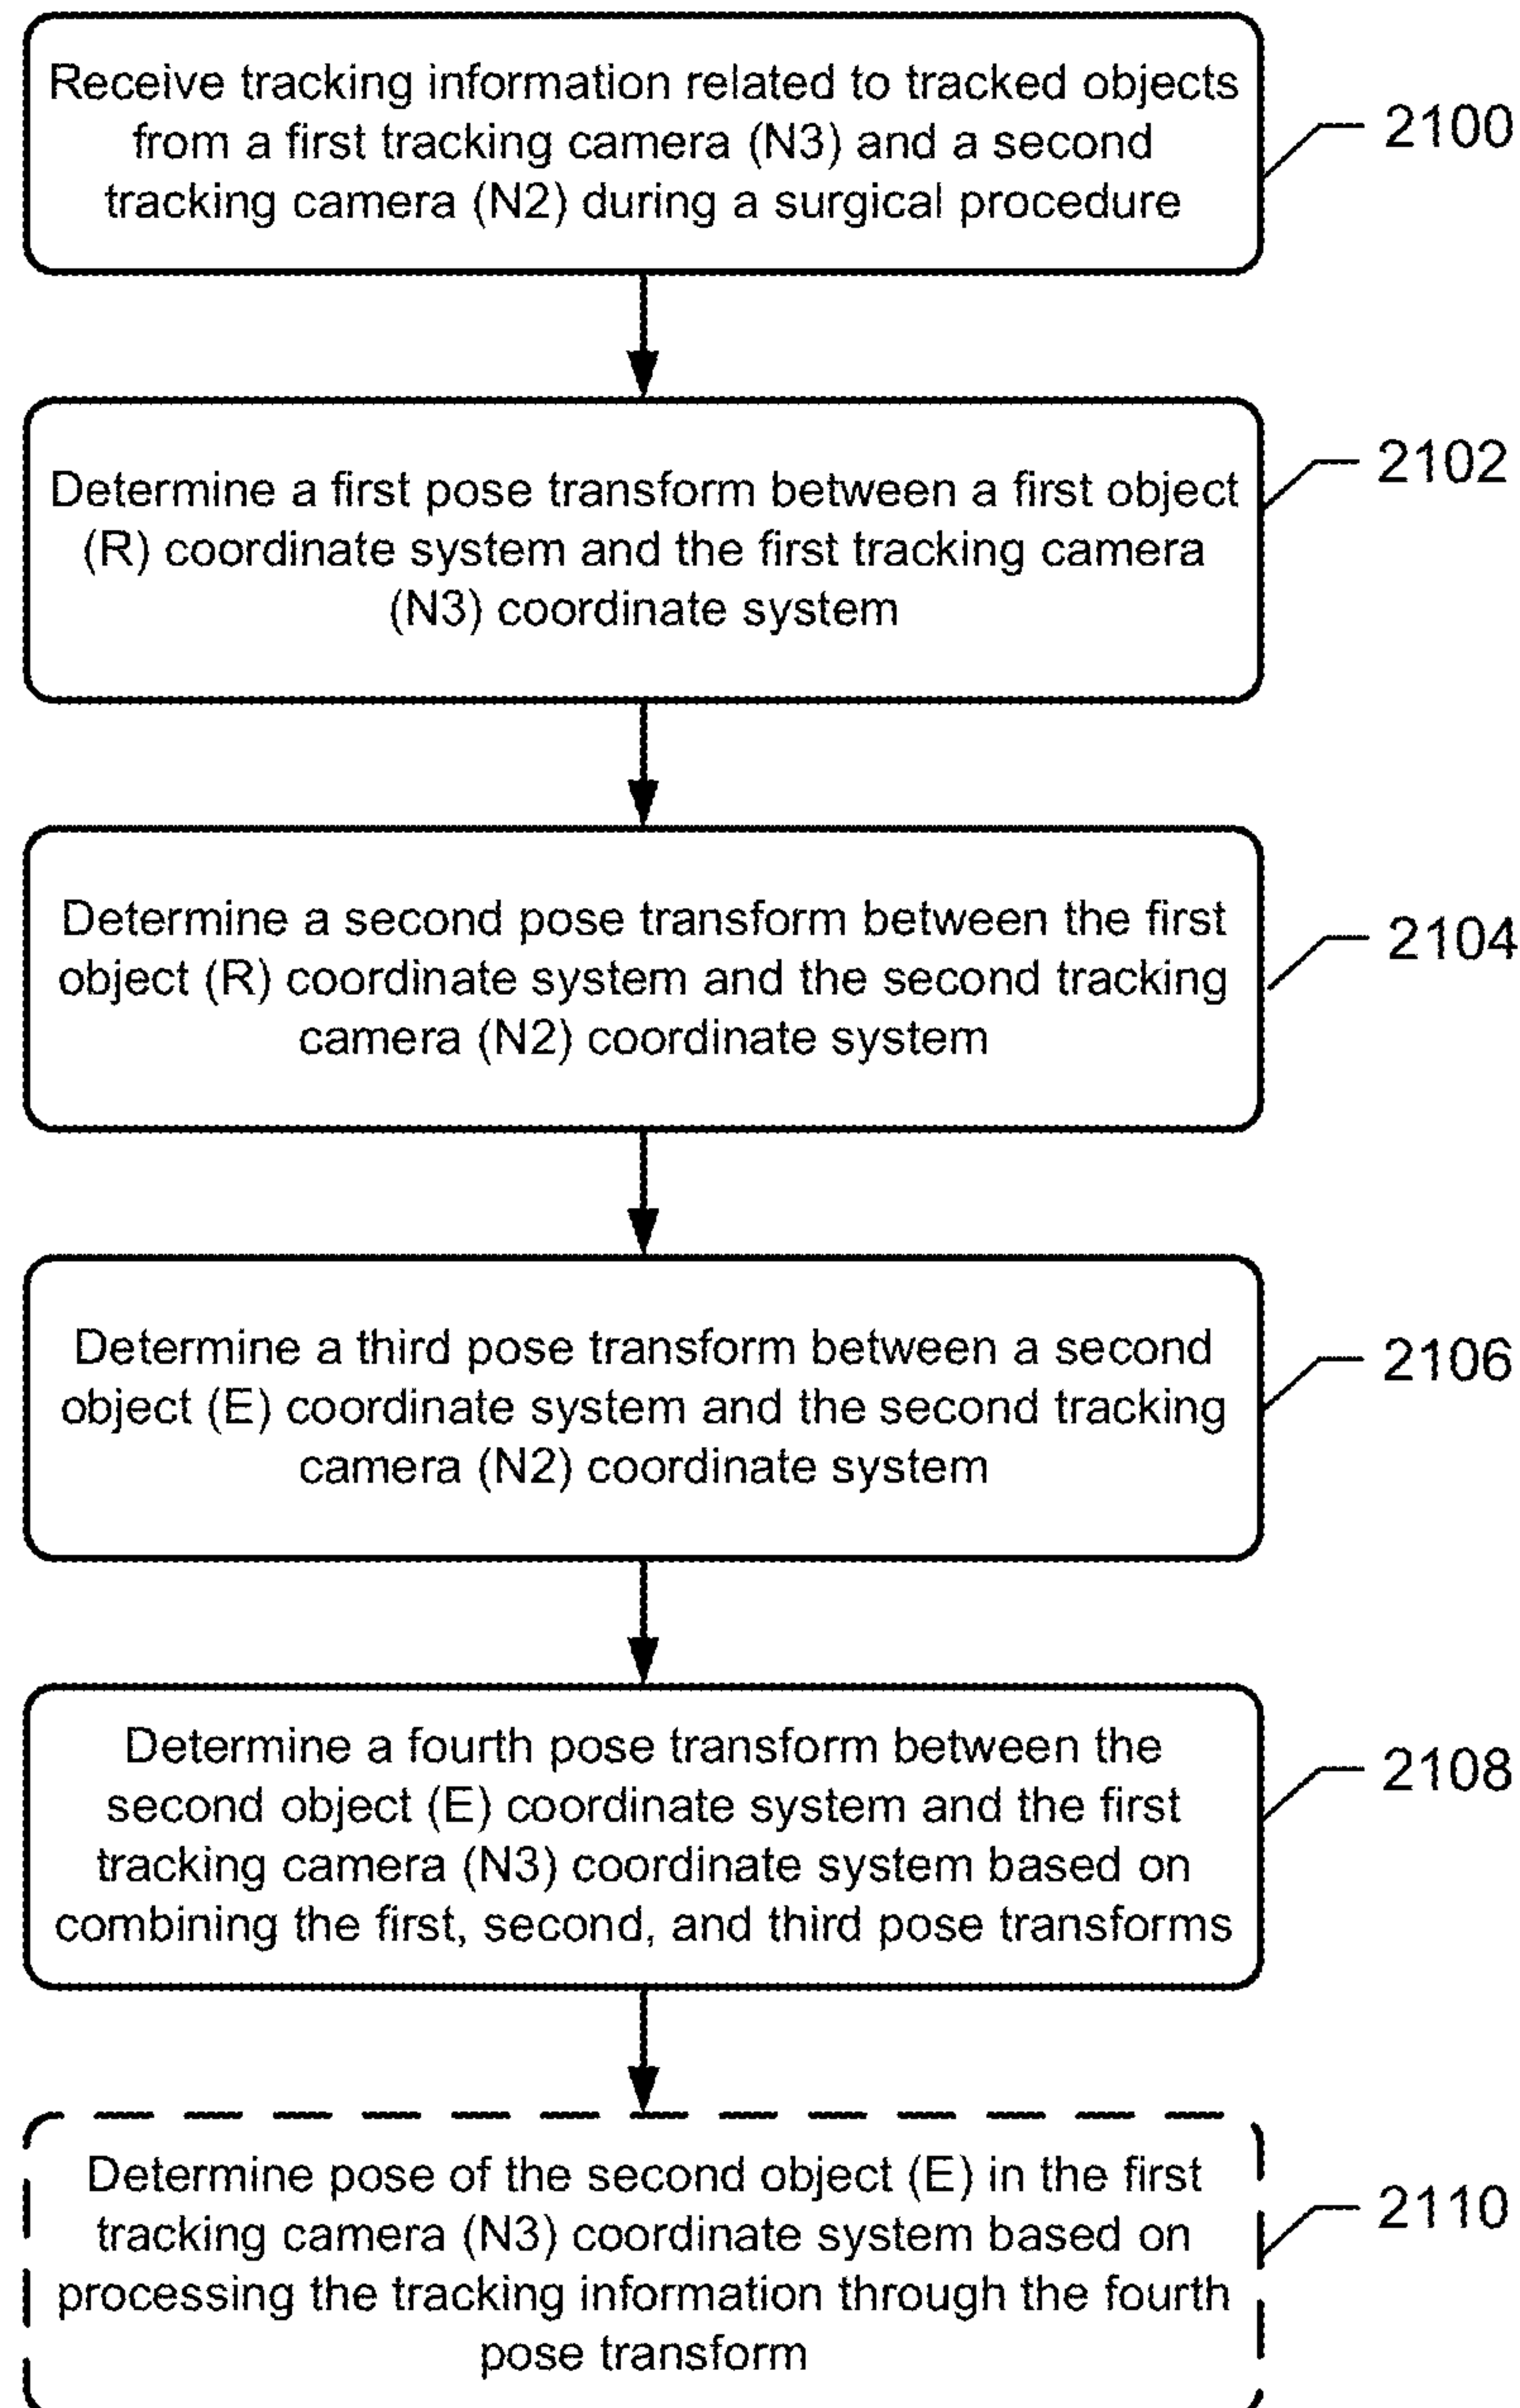 Receive tracking information related to tracked objects
from a first tracking camera (N3) and a second
tracking camera (N2) during a surgical procedure
2100
Determine a first pose transform between a first object
(R) coordinate system and the first tracking camera
(N3) coordinate system
2102
Determine a second pose transform between the first
object (R) coordinate system and the second tracking
camera (N2) coordinate system
2104
Determine a third pose transform between a second
object (E) coordinate system and the second tracking
camera (N2) coordinate system
2106
Determine a fourth pose transform between the
second object (E) coordinate system and the first
tracking camera (N3) coordinate system based on
combining the first, second, and third pose transforms
2108
Determine pose of the second object (E) in the first
tracking camera (N3) coordinate system based on
processing the tracking information through the fourth
pose transform
2110